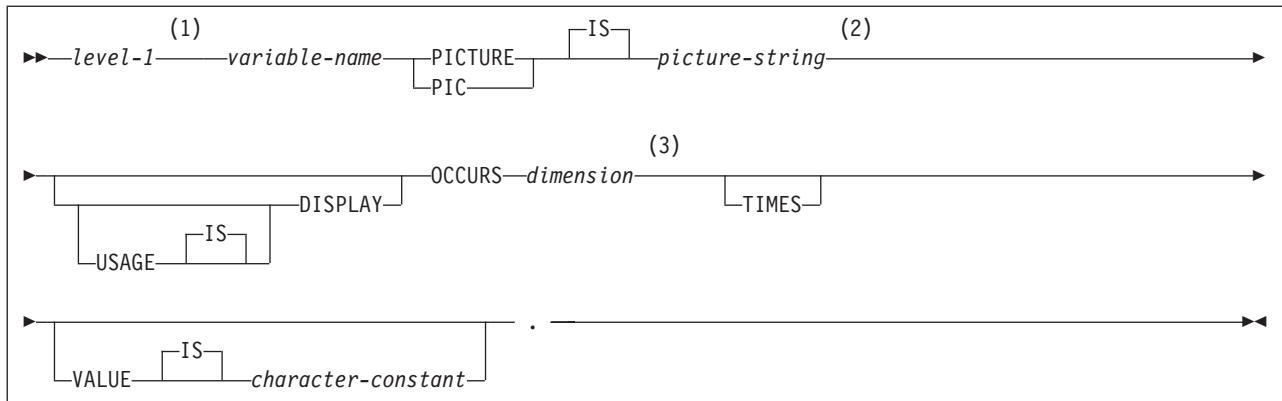 (1) IS (2)
level-1 variable-name PICTURE picture-string
PIC
(3)
OCCURS dimension
DISPLAY TIMES
IS
USAGE
.
IS
VALUE character-constant